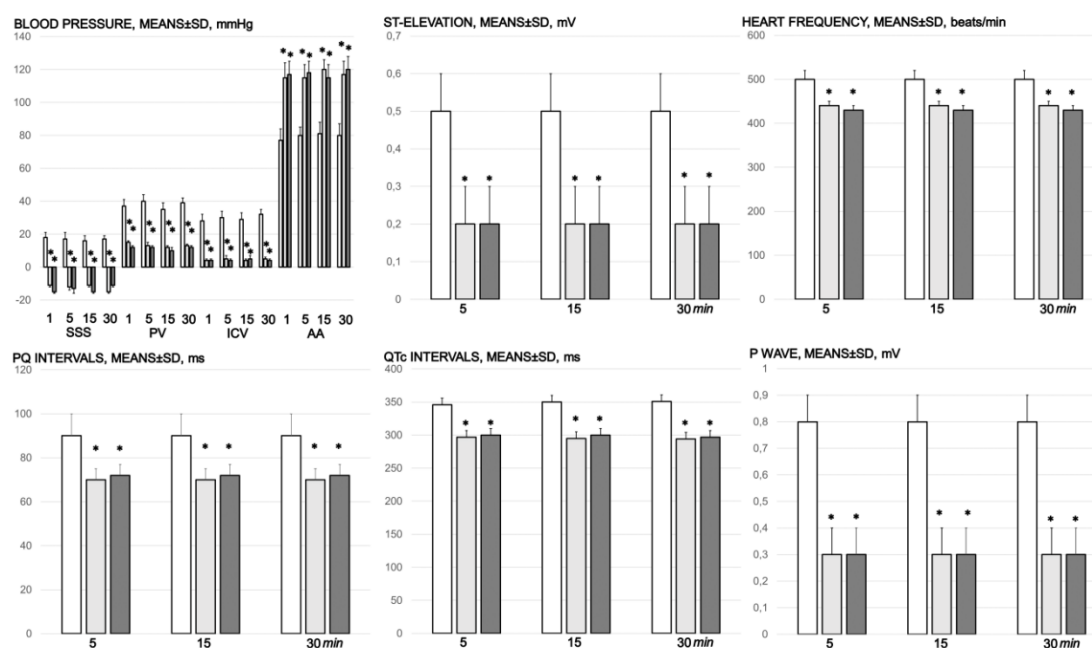 BLOOD PRESSURE, MEANS±SD, mmHg
140
120
100
80
60
40
20
0
-20
* * * * * * * *
* * * * * * * *
* * * * * * * *
* * * * * * * *
1 5 15 30 1 5 15 30 1 5 15 30 1 5 15 30
SSS PV ICV AA
ST-ELEVATION, MEANS±SD, mV
0,7
0,6
0,5
0,4
0,3
0,2
0,1
0
* * * * * *
5 15 30 min
HEART FREQUENCY, MEANS±SD, beats/min
600
500
400
300
200
100
0
* * * * * *
5 15 30 min
PQ INTERVALS, MEANS±SD, ms
120
100
80
60
40
20
0
* * * * * *
5 15 30 min
QTc INTERVALS, MEANS±SD, ms
400
350
300
250
200
150
100
50
0
* * * * * *
5 15 30 min
P WAVE, MEANS±SD, mV
1
0,9
0,8
0,7
0,6
0,5
0,4
0,3
0,2
0,1
0
* * * * * *
5 15 30 min